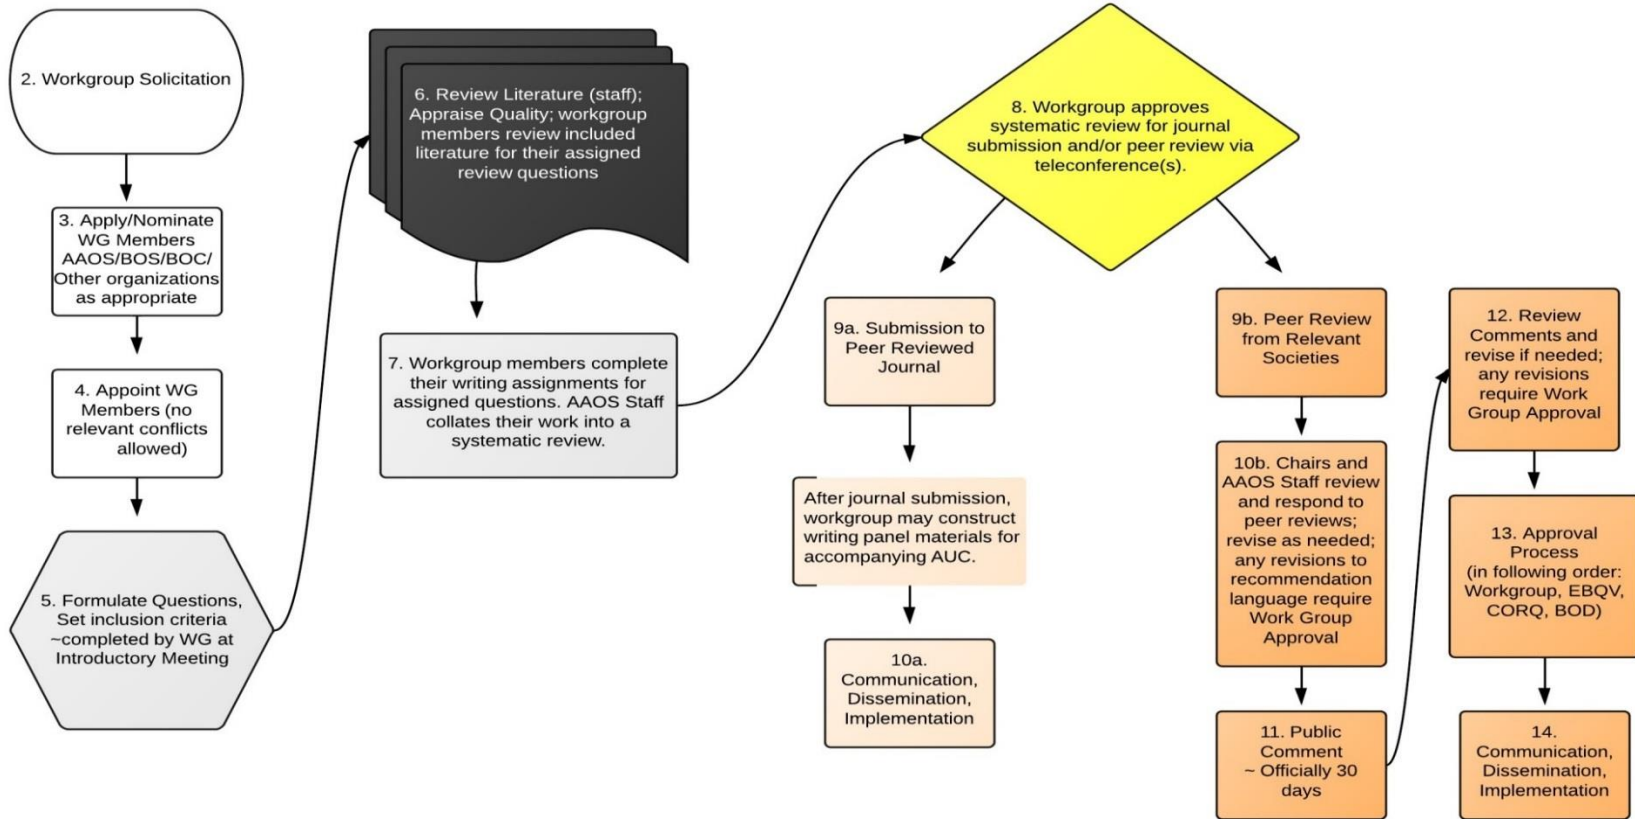 2. Workgroup Solicitation
3. Apply/Nominate
WG Members
AAOS/BOS/BOC/
Other organizations
as appropriate
4. Appoint WG
Members (no
relevant conflicts
allowed)
5. Formulate Questions,
Set inclusion criteria
~completed by WG at
Introductory Meeting
6. Review Literature (staff);
Appraise Quality; workgroup
members review included
literature for their assigned
review questions
7. Workgroup members complete
their writing assignments for
assigned questions. AAOS Staff
collates their work into a
systematic review.
8. Workgroup approves
systematic review for journal
submission and/or peer review via
teleconference(s).
9a. Submission to
Peer Reviewed
Journal
After journal submission,
workgroup may construct
writing panel materials for
accompanying AUC.
10a.
Communication,
Dissemination,
Implementation
9b. Peer Review
from Relevant
Societies
10b. Chairs and
AAOS Staff review
and respond to
peer reviews;
revise as needed;
any revisions to
recommendation
language require
Work Group
Approval
11. Public
Comment
~ Officially 30
days
12. Review
Comments and
revise if needed;
any revisions
require Work
Group Approval
13. Approval
Process
(in following order:
Workgroup, EBQV,
CORQ, BOD)
14.
Communication,
Dissemination,
Implementation